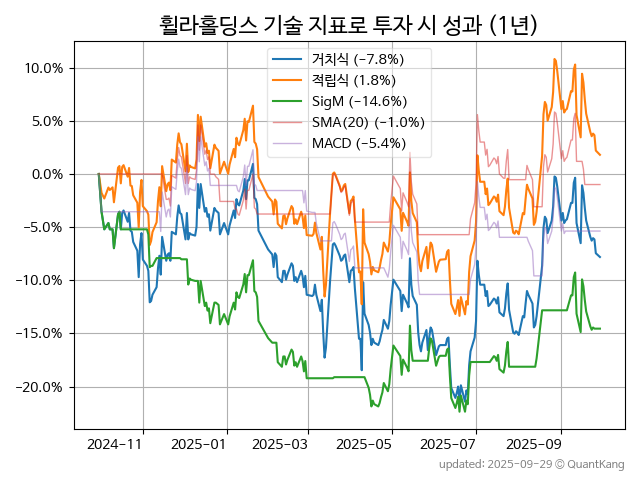 휠라홀딩스 기술 지표로 투자 시 성과 (1년)
거치식 (−7.8%)
적립식 (1.8%)
SigM (−14.6%)
SMA(20) (−1.0%)
MACD (−5.4%)
10.0%
5.0%
0.0%
−5.0%
−10.0%
−15.0%
−20.0%
2024-11 2025-01 2025-03 2025-05 2025-07 2025-09
updated: 2025-09-29 © QuantKang